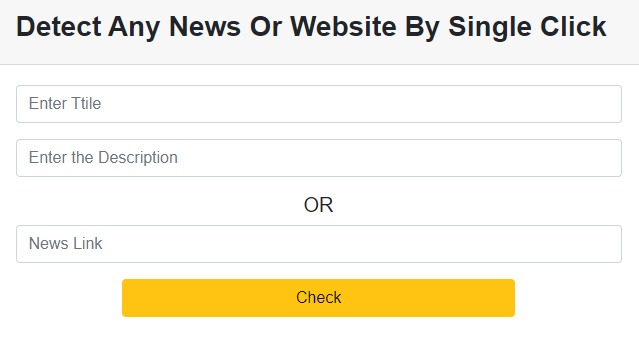 Detect Any News Or Website By Single Click
Enter Ttile
Enter the Description
OR
News Link
Check